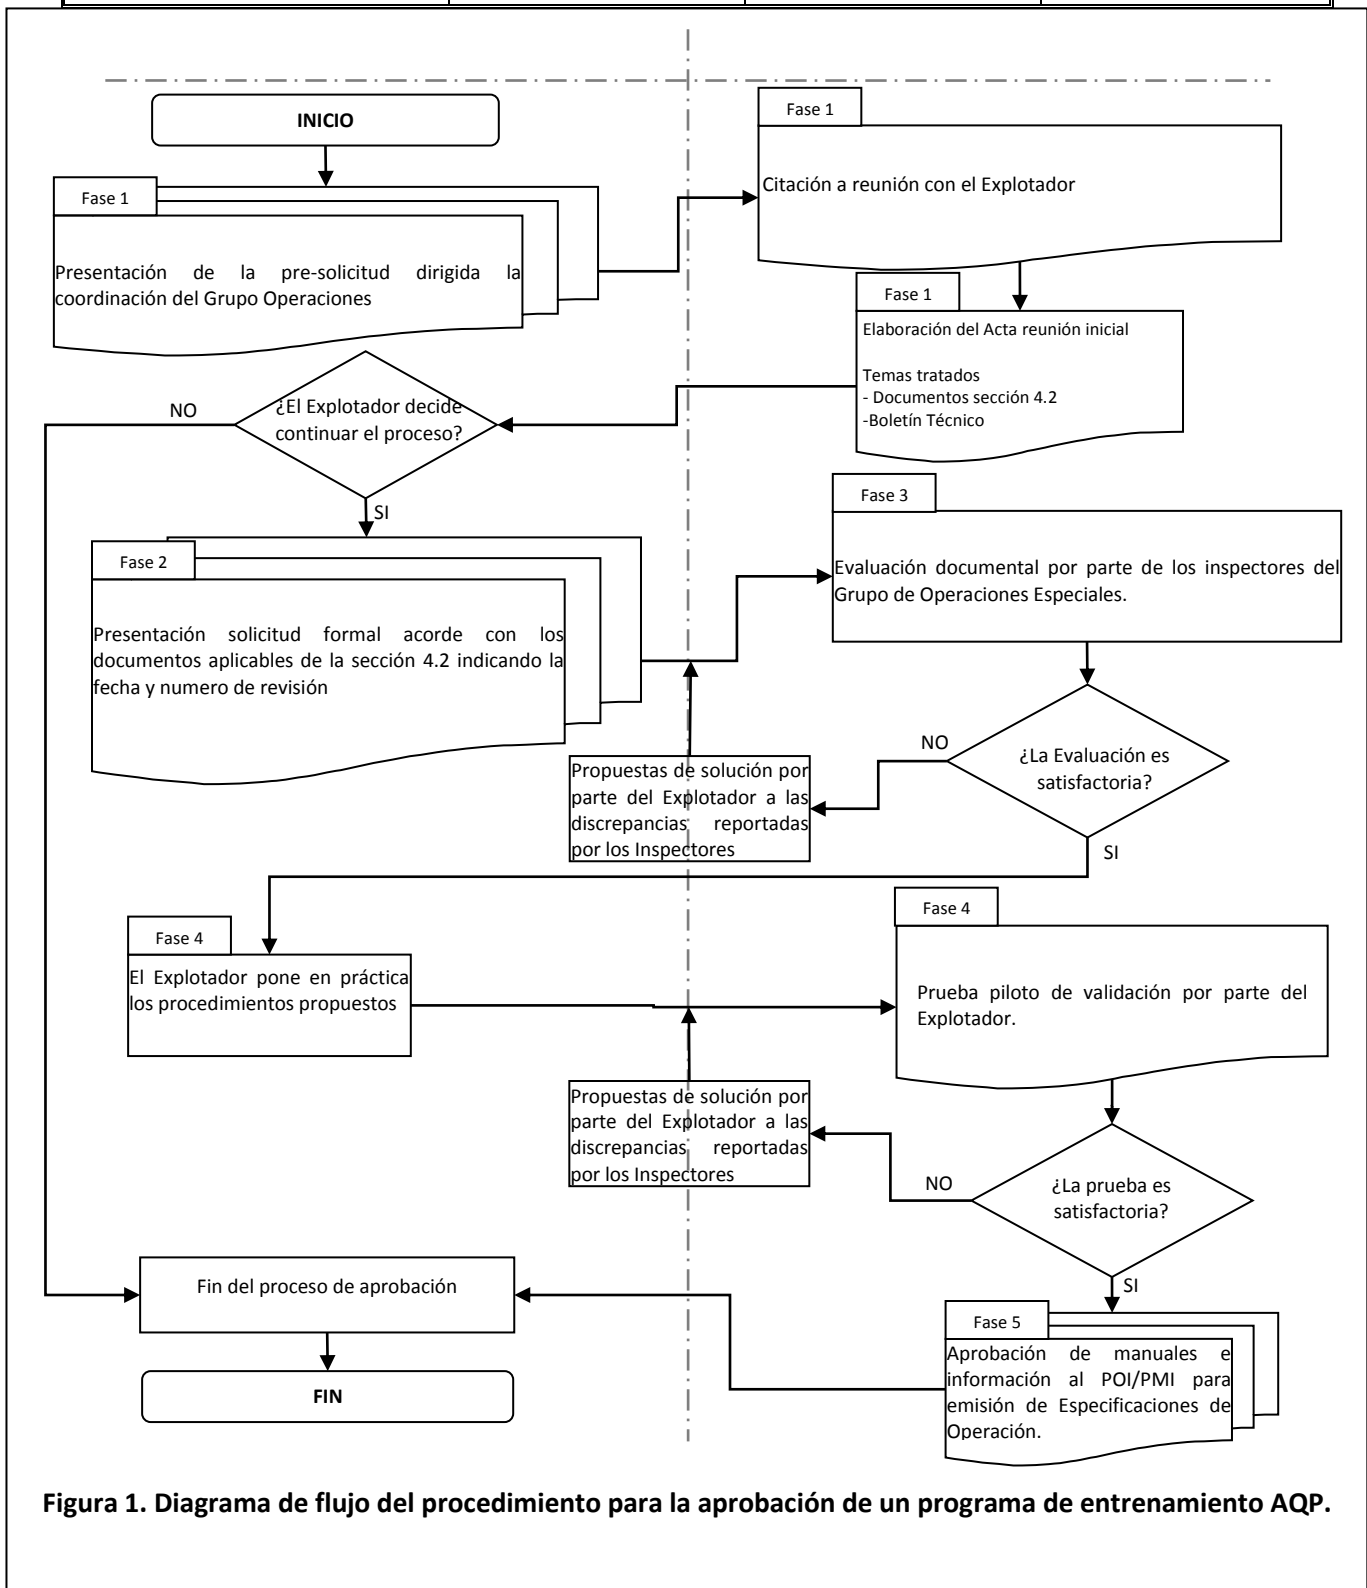 INICIO
Fase 1
Presentación de la pre-solicitud dirigida la
coordinación del Grupo Operaciones
Fase 1
Citación a reunión con el Explotador
Fase 1
Elaboración del Acta reunión inicial
Temas tratados
- Documentos sección 4.2
-Boletín Técnico
NO
¿El Explotador decide
continuar el proceso?
SI
Fase 2
Presentación solicitud formal acorde con los
documentos aplicables de la sección 4.2 indicando la
fecha y numero de revisión
Fase 3
Evaluación documental por parte de los inspectores del
Grupo de Operaciones Especiales.
NO
¿La Evaluación es
satisfactoria?
SI
Propuestas de solución por
parte del Explotador a las
discrepancias reportadas
por los Inspectores
Fase 4
El Explotador pone en práctica
los procedimientos propuestos
Fase 4
Prueba piloto de validación por parte del
Explotador.
Propuestas de solución por
parte del Explotador a las
discrepancias reportadas
por los Inspectores
NO
¿La prueba es
satisfactoria?
SI
Fin del proceso de aprobación
Fase 5
Aprobación de manuales e
información al POI/PMI para
emisión de Especificaciones de
Operación.
FIN
Figura 1. Diagrama de flujo del procedimiento para la aprobación de un programa de entrenamiento AQP.